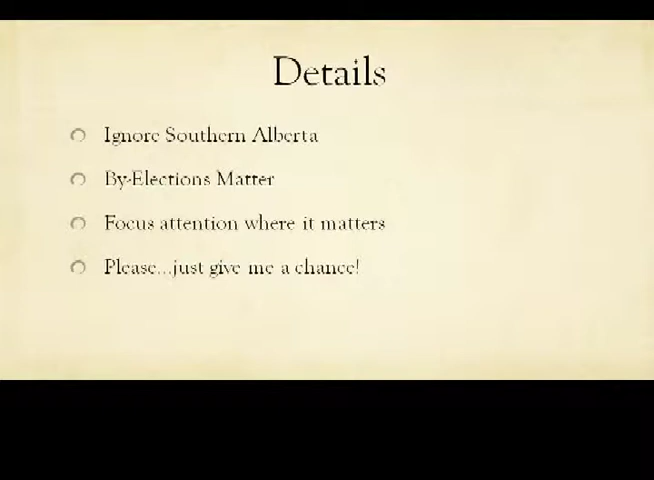 Details
Ignore Southern Alberta
By-Elections Matter
Focus attention where it matters
Please...just give me a chance!